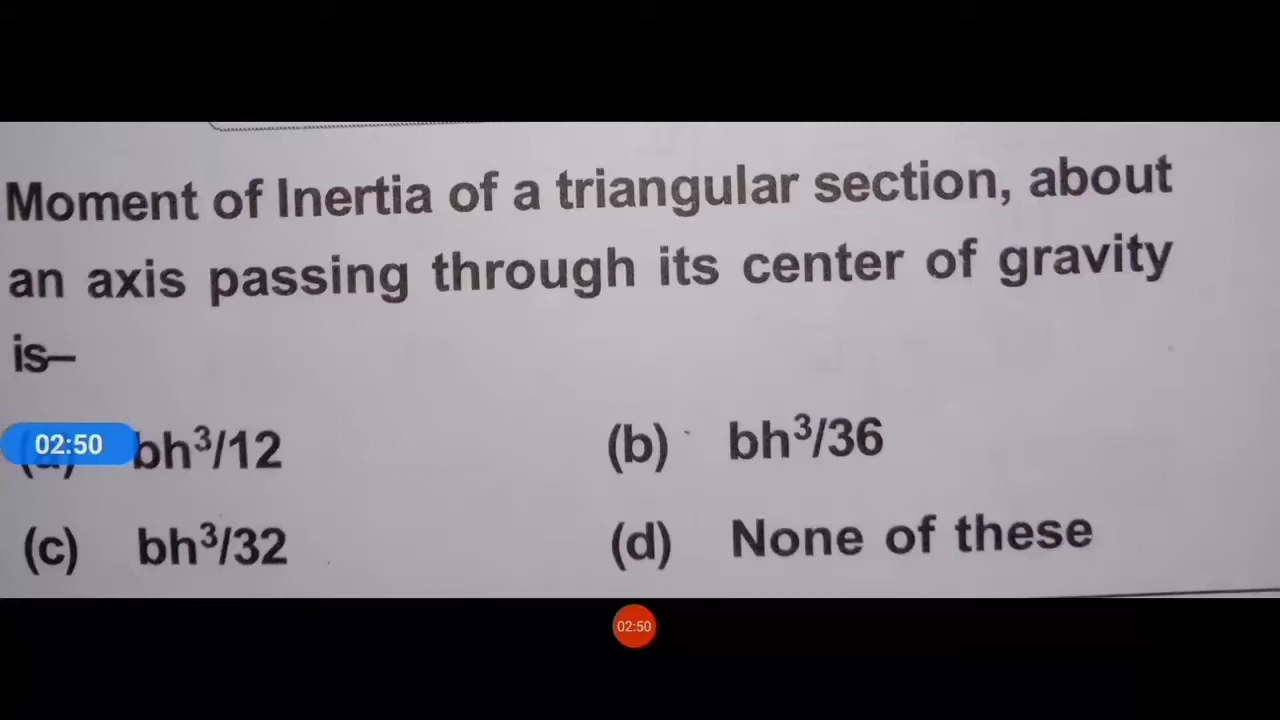 Moment of Inertia of a triangular section, about
an axis passing through its center of gravity
is–
02:50 bh³/12 (b) bh³/36
(c) bh³/32 (d) None of these
02:50